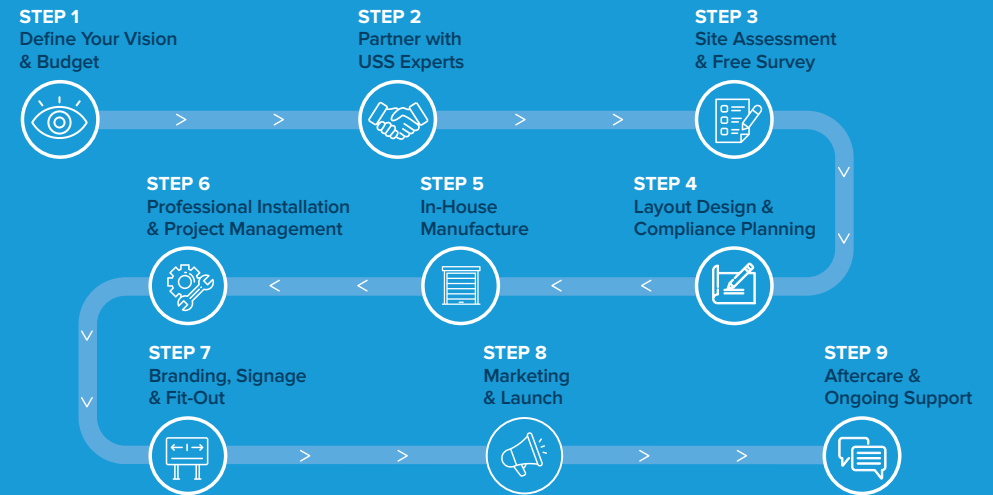 STEP 1
Define Your Vision
& Budget
STEP 2
Partner with
USS Experts
STEP 3
Site Assessment
& Free Survey
STEP 4
Layout Design &
Compliance Planning
STEP 5
In-House
Manufacture
STEP 6
Professional Installation
& Project Management
STEP 7
Branding, Signage
& Fit-Out
STEP 8
Marketing
& Launch
STEP 9
Aftercare &
Ongoing Support